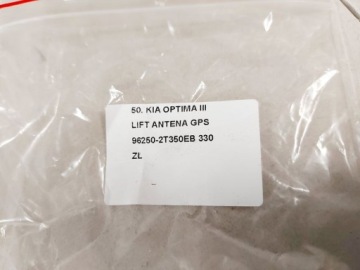 50. KIA OPTIMA III
LIFT ANTENA GPS
96250-2T350EB 330
ZL